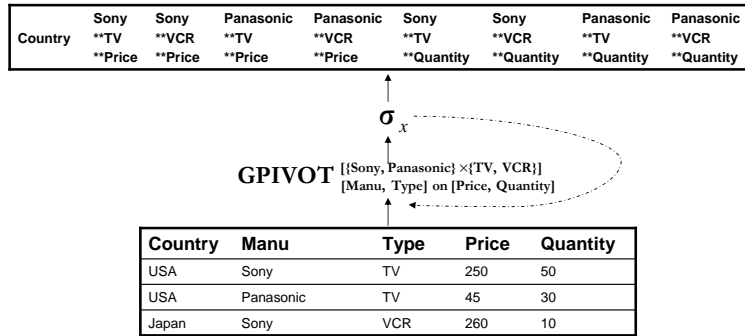 Country Sony Sony Panasonic Panasonic Sony Sony Panasonic Panasonic
**TV **VCR **TV **VCR **TV **VCR **TV **VCR
**Price **Price **Price **Price **Quantity **Quantity **Quantity **Quantity
σx
GPIVOT [{Sony, Panasonic} ×{TV, VCR}]
[Manu, Type] on [Price, Quantity]
Country Manu Type Price Quantity
USA Sony TV 250 50
USA Panasonic TV 45 30
Japan Sony VCR 260 10